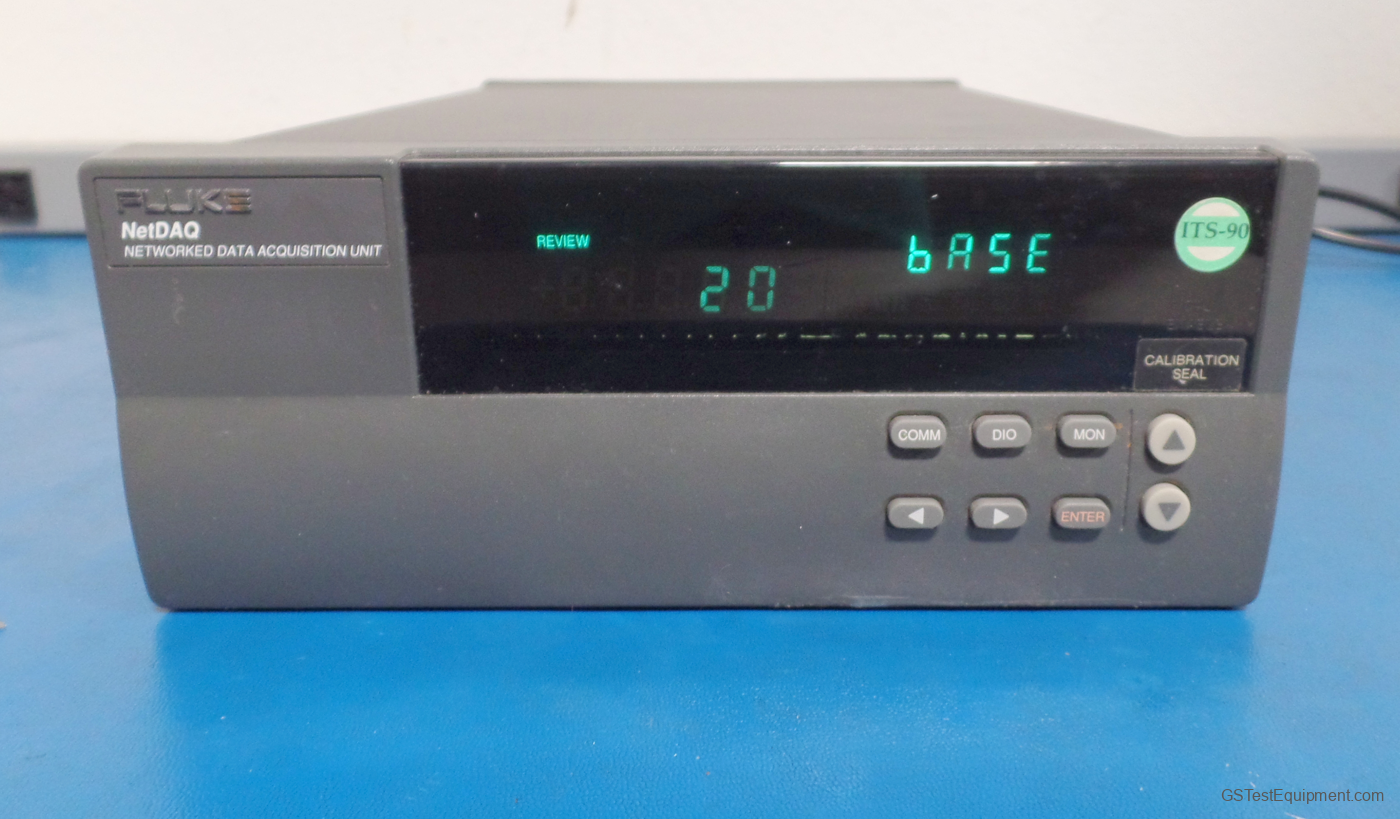 FLUKE
NetDAQ
NETWORKED DATA ACQUISITION UNIT
REVIEW
bASE
20
ITS-90
CALIBRATION
SEAL
COMM
DIO
MON
ENTER
GSTestEquipment.com